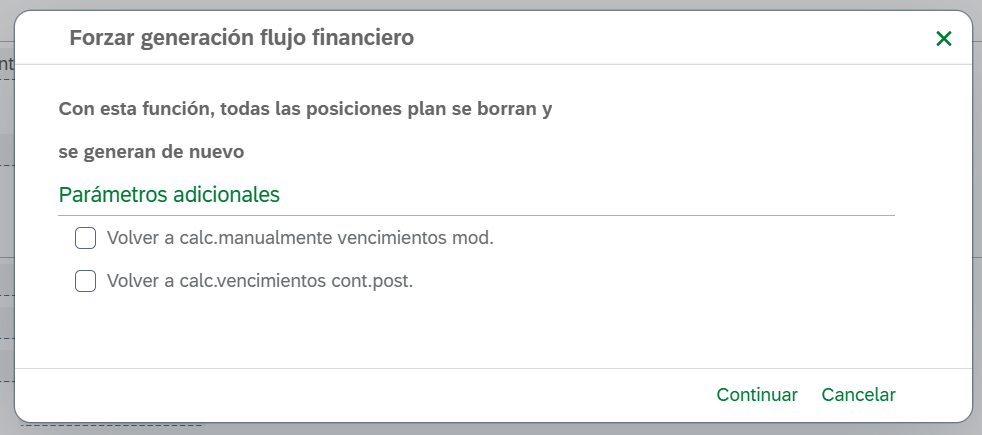 Forzar generación flujo financiero
Con esta función, todas las posiciones plan se borran y
se generan de nuevo
Parámetros adicionales
Volver a calc.manualmente vencimientos mod.
Volver a calc.vencimientos cont.post.
Continuar Cancelar